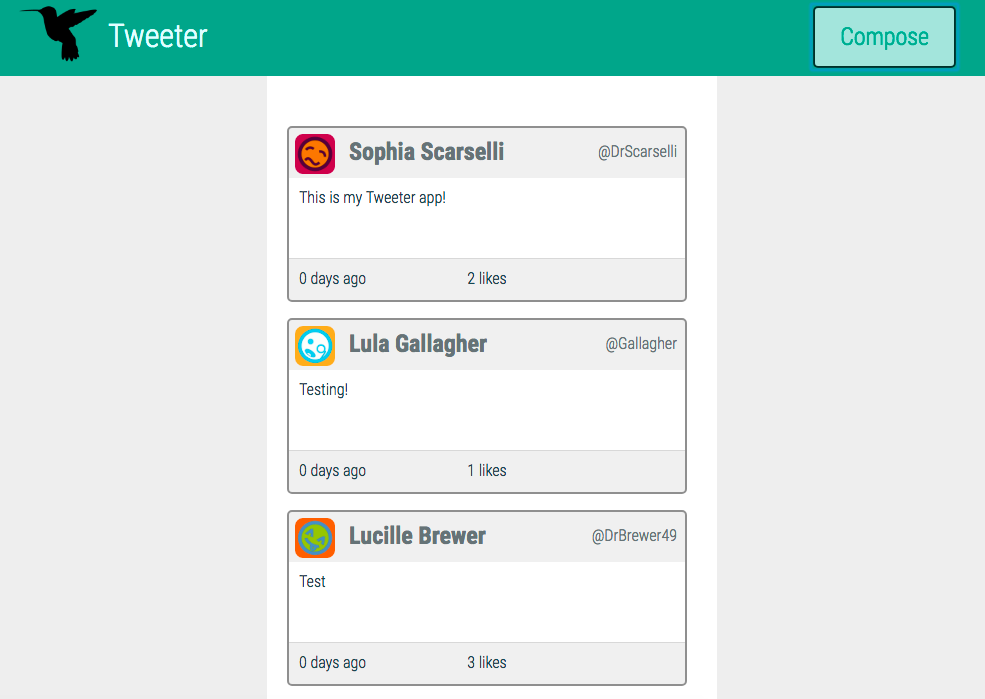 Tweeter
Compose
Sophia Scarselli @DrScarselli
This is my Tweeter app!
0 days ago 2 likes
Lula Gallagher @Gallagher
Testing!
0 days ago 1 likes
Lucille Brewer @DrBrewer49
Test
0 days ago 3 likes